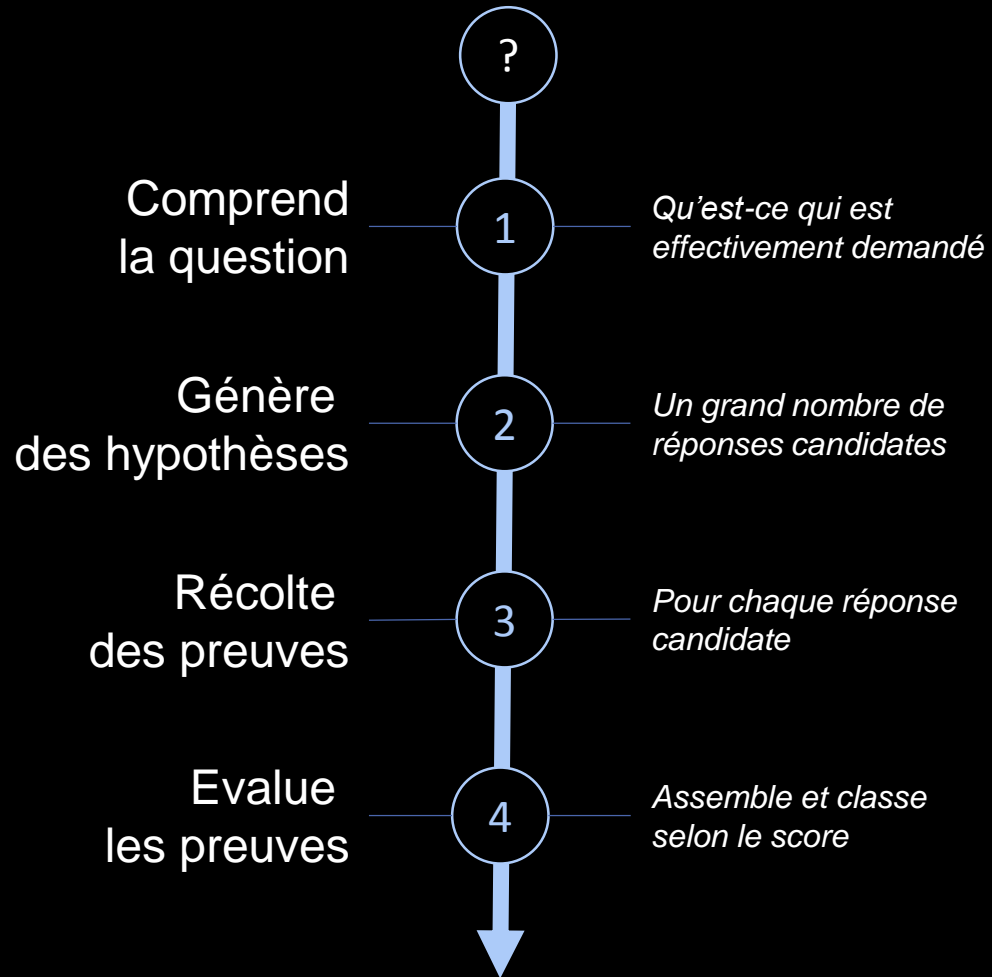 ?
Comprend
la question
1
Qu’est-ce qui est
effectivement demandé
Génère
des hypothèses
2
Un grand nombre de
réponses candidates
Récolte
des preuves
3
Pour chaque réponse
candidate
Evalue
les preuves
4
Assemble et classe
selon le score